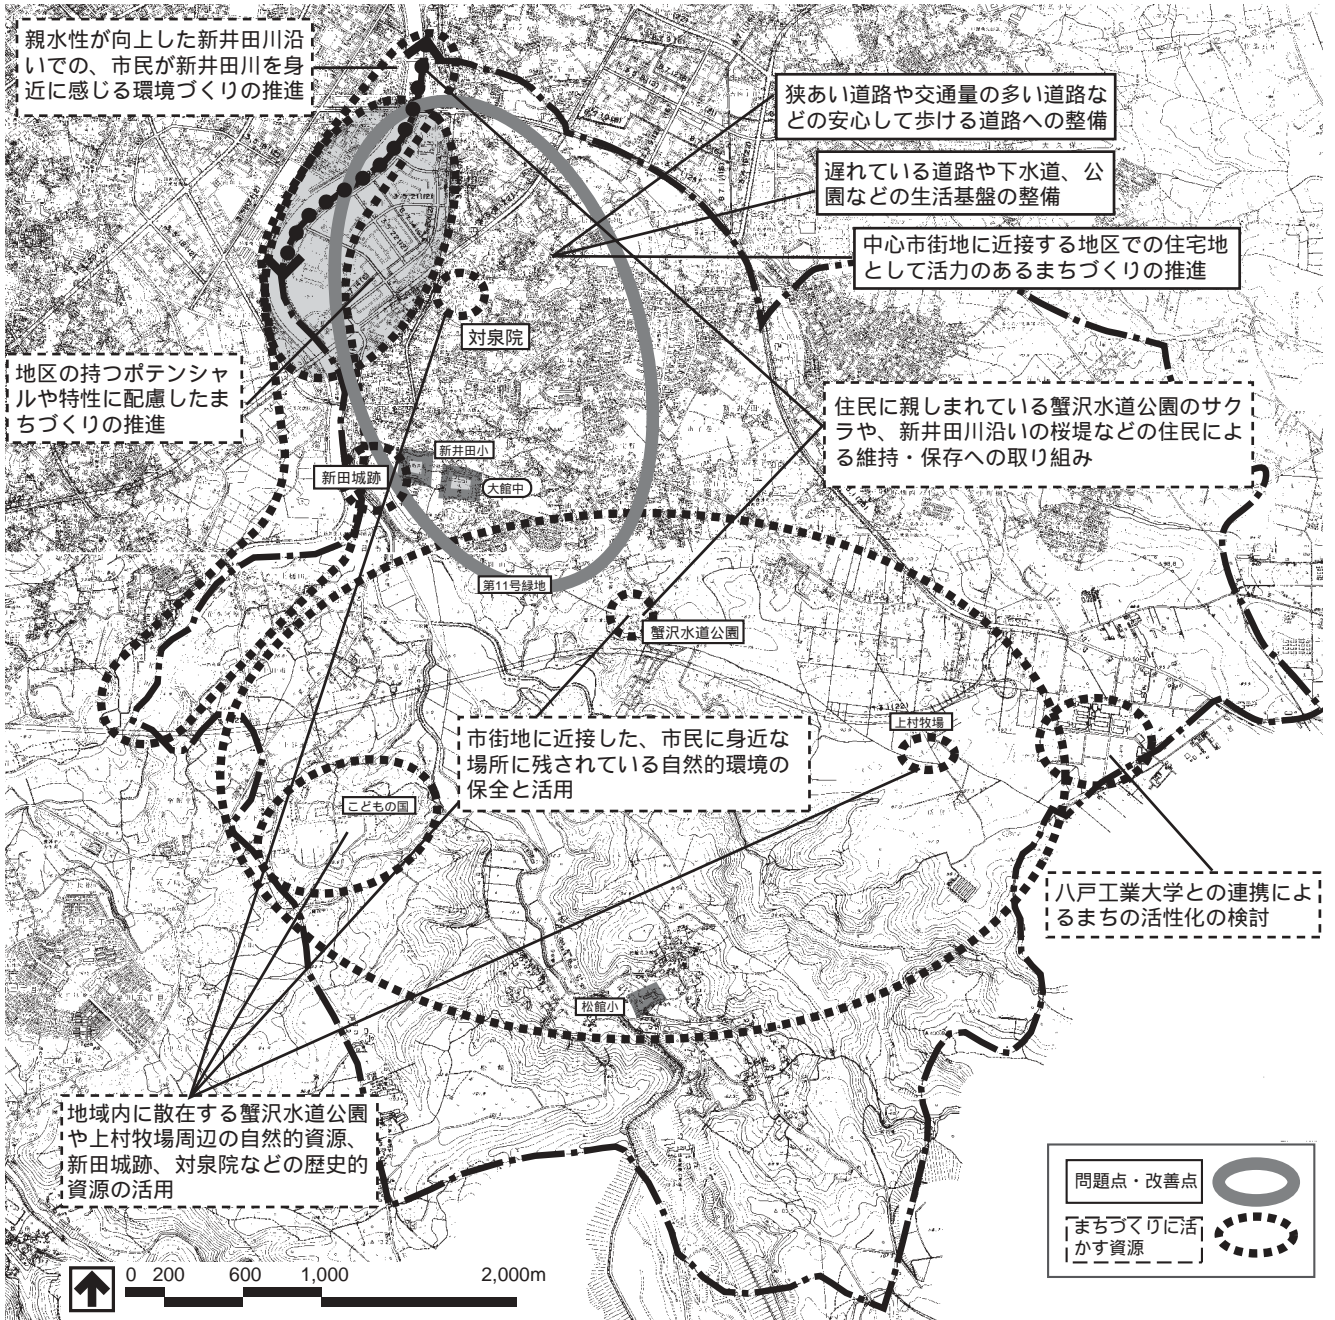 親水性が向上した新井田川沿
いでの、市民が新井田川を身
近に感じる環境づくりの推進
狭あい道路や交通量の多い道路な
どの安心して歩ける道路への整備
遅れている道路や下水道、公
園などの生活基盤の整備
中心市街地に近接する地区での住宅地
として活力のあるまちづくりの推進
対泉院
地区の持つポテンシャ
ルや特性に配慮したま
ちづくりの推進
住民に親しまれている蟹沢水道公園のサク
ラや、新井田川沿いの桜堤などの住民によ
る維持・保存への取り組み
新井田小
新田城跡
大館中
第11号緑地
蟹沢水道公園
上村牧場
市街地に近接した、市民に身近な
場所に残されている自然的環境の
保全と活用
こどもの国
八戸工業大学との連携によ
るまちの活性化の検討
松館小
地域内に散在する蟹沢水道公園
や上村牧場周辺の自然的資源、
新田城跡、対泉院などの歴史的
資源の活用
問題点・改善点
まちづくりに活
かす資源
0 200 600 1,000 2,000m